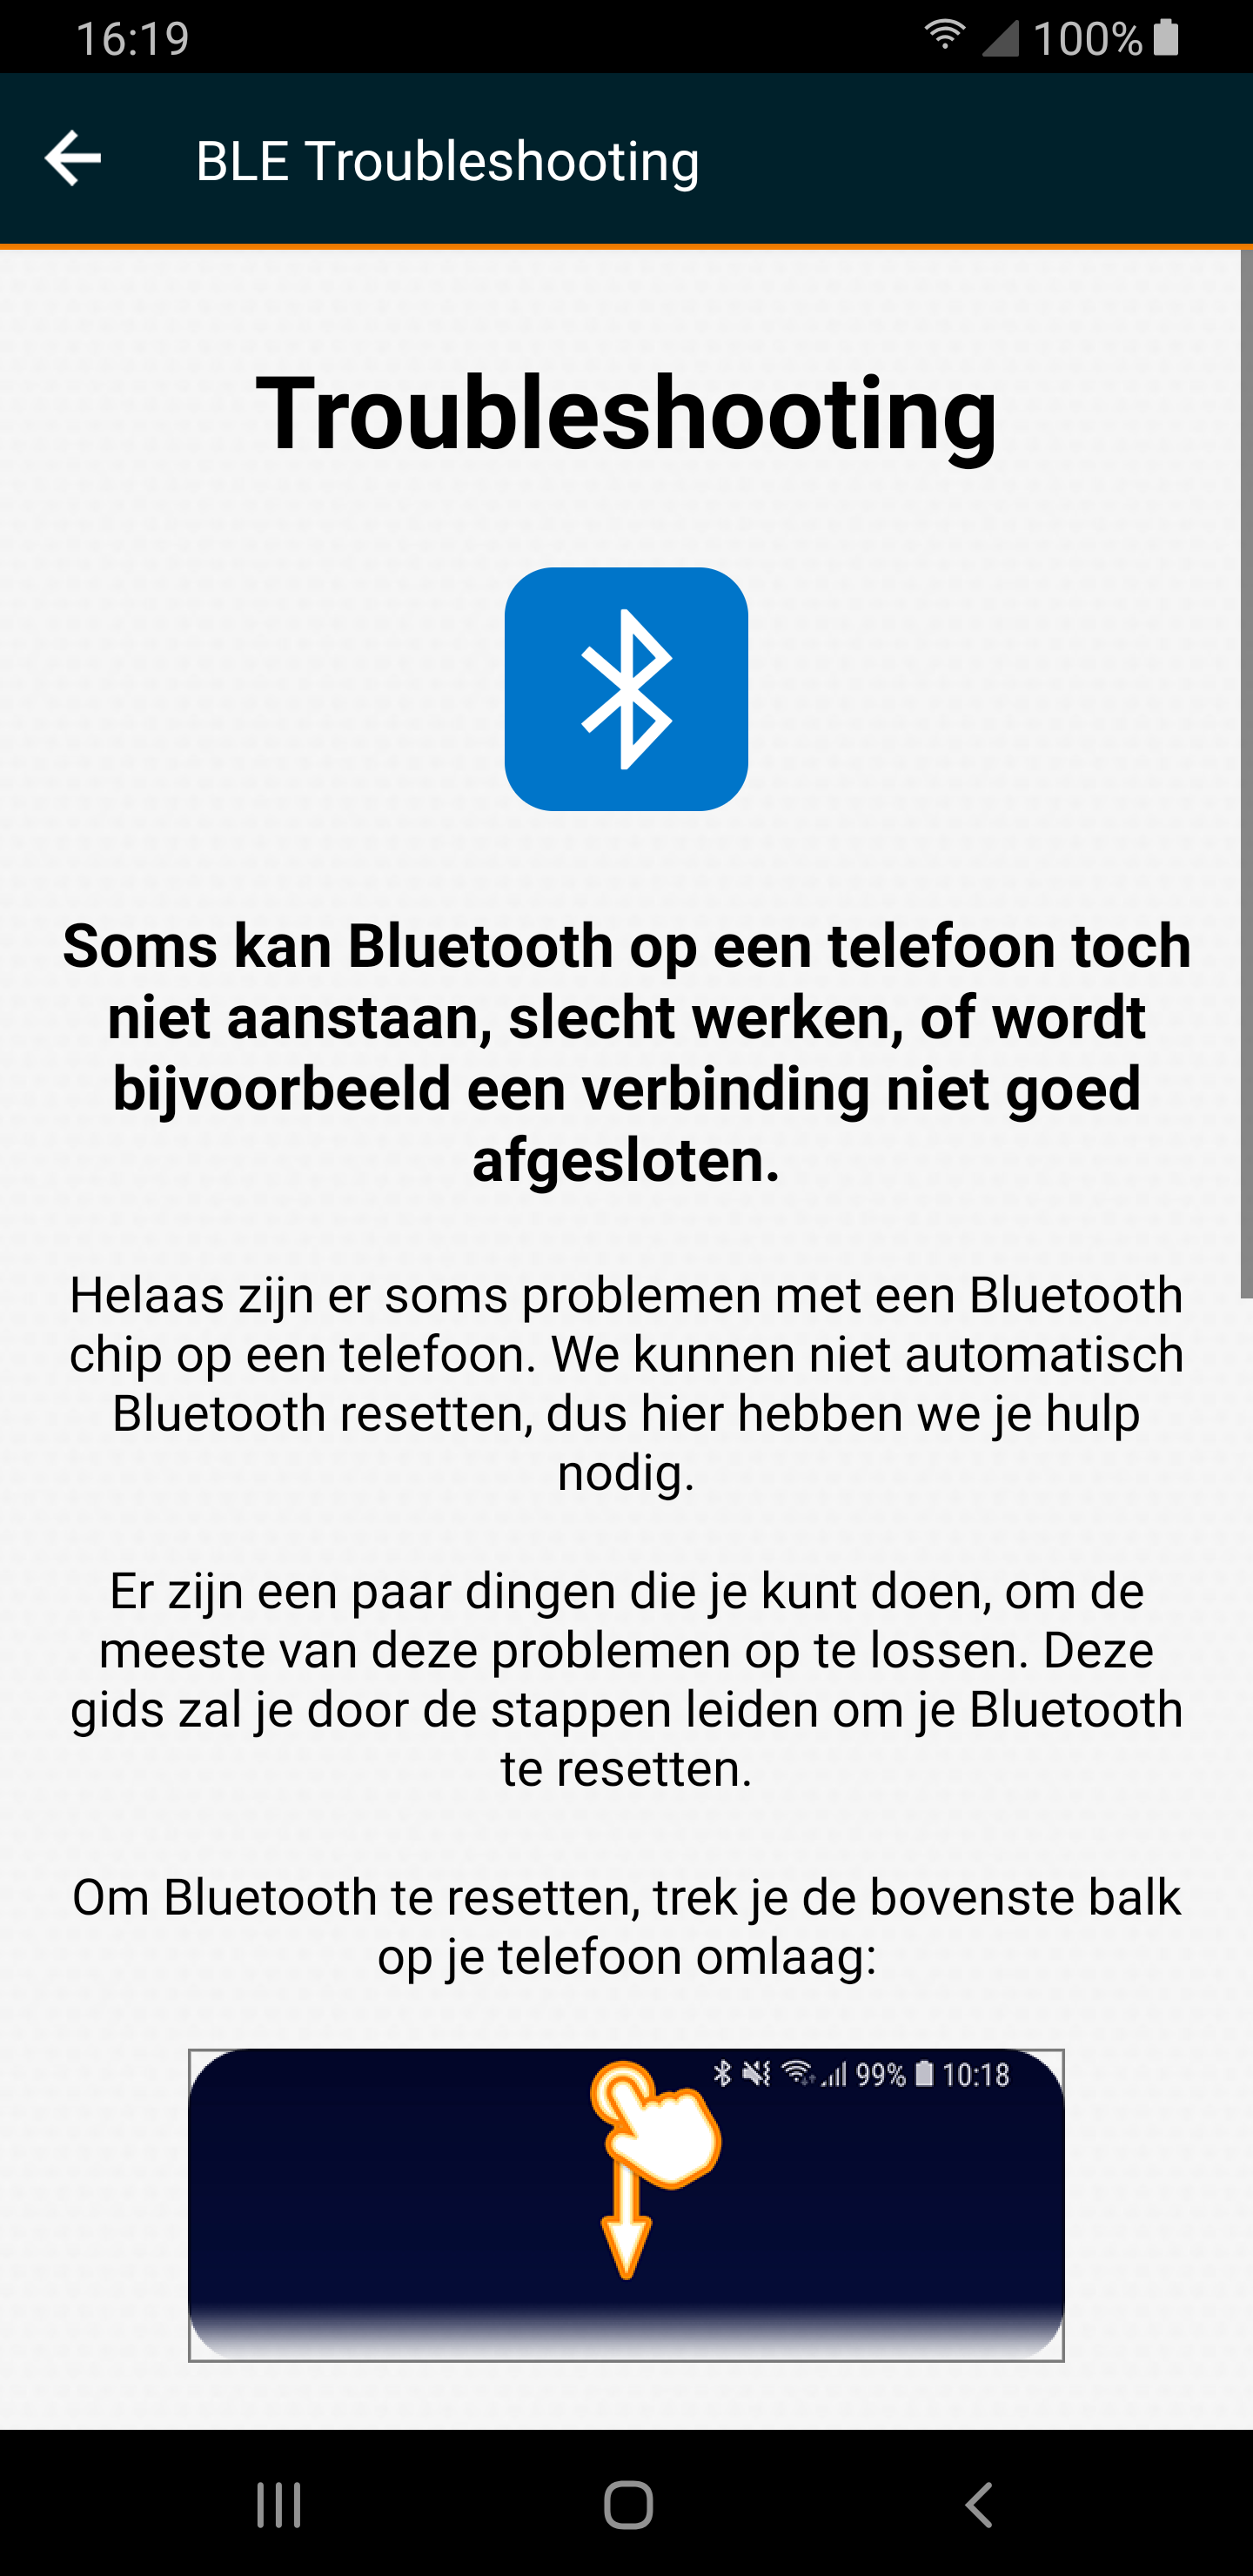 16:19
100%
BLE Troubleshooting
Troubleshooting
Soms kan Bluetooth op een telefoon toch
niet aanstaan, slecht werken, of wordt
bijvoorbeeld een verbinding niet goed
afgesloten.
Helaas zijn er soms problemen met een Bluetooth
chip op een telefoon. We kunnen niet automatisch
Bluetooth resetten, dus hier hebben we je hulp
nodig.
Er zijn een paar dingen die je kunt doen, om de
meeste van deze problemen op te lossen. Deze
gids zal je door de stappen leiden om je Bluetooth
te resetten.
Om Bluetooth te resetten, trek je de bovenste balk
op je telefoon omlaag:
99% 10:18